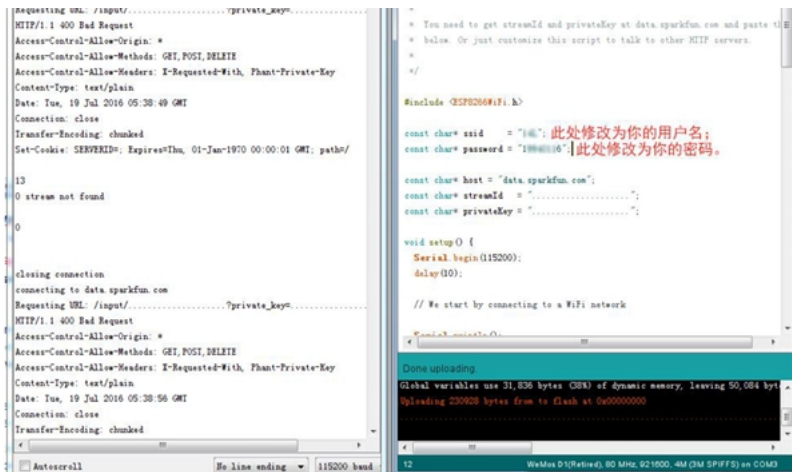 Requesting URL: /input/....................?private_key=..................
HTTP/1.1 400 Bad Request
Access-Control-Allow-Origin: *
Access-Control-Allow-Methods: GET,POST,DELETE
Access-Control-Allow-Headers: X-Requested-With, Phant-Private-Key
Content-Type: text/plain
Date: Tue, 19 Jul 2016 05:38:49 GMT
Connection: close
Transfer-Encoding: chunked
Set-Cookie: SERVERID=; Expires=Thu, 01-Jan-1970 00:00:01 GMT; path=/
13
0 stream not found
0
closing connection
connecting to data.sparkfun.com
Requesting URL: /input/....................?private_key=..................
HTTP/1.1 400 Bad Request
Access-Control-Allow-Origin: *
Access-Control-Allow-Methods: GET,POST,DELETE
Access-Control-Allow-Headers: X-Requested-With, Phant-Private-Key
Content-Type: text/plain
Date: Tue, 19 Jul 2016 05:38:56 GMT
Connection: close
Transfer-Encoding: chunked
Autoscroll
No line ending
115200 baud
*
* You need to get streamId and privateKey at data.sparkfun.com and paste
* below. Or just customize this script to talk to other HTTP servers.
*
*/
#include <ESP8266WiFi.h>
const char* ssid = " "; 此处修改为你的用户名；
const char* password = " "; 此处修改为你的密码。
const char* host = "data.sparkfun.com";
const char* streamId = "....................";
const char* privateKey = "....................";
void setup() {
Serial.begin(115200);
delay(10);
// We start by connecting to a WiFi network
Done uploading.
Global variables use 31,836 bytes (38%) of dynamic memory, leaving 50,084
Uploading 230928 bytes from to flash at 0x00000000
12
WeMos D1(Retired), 80 MHz, 921600, 4M (3M SPIFFS) on COM3